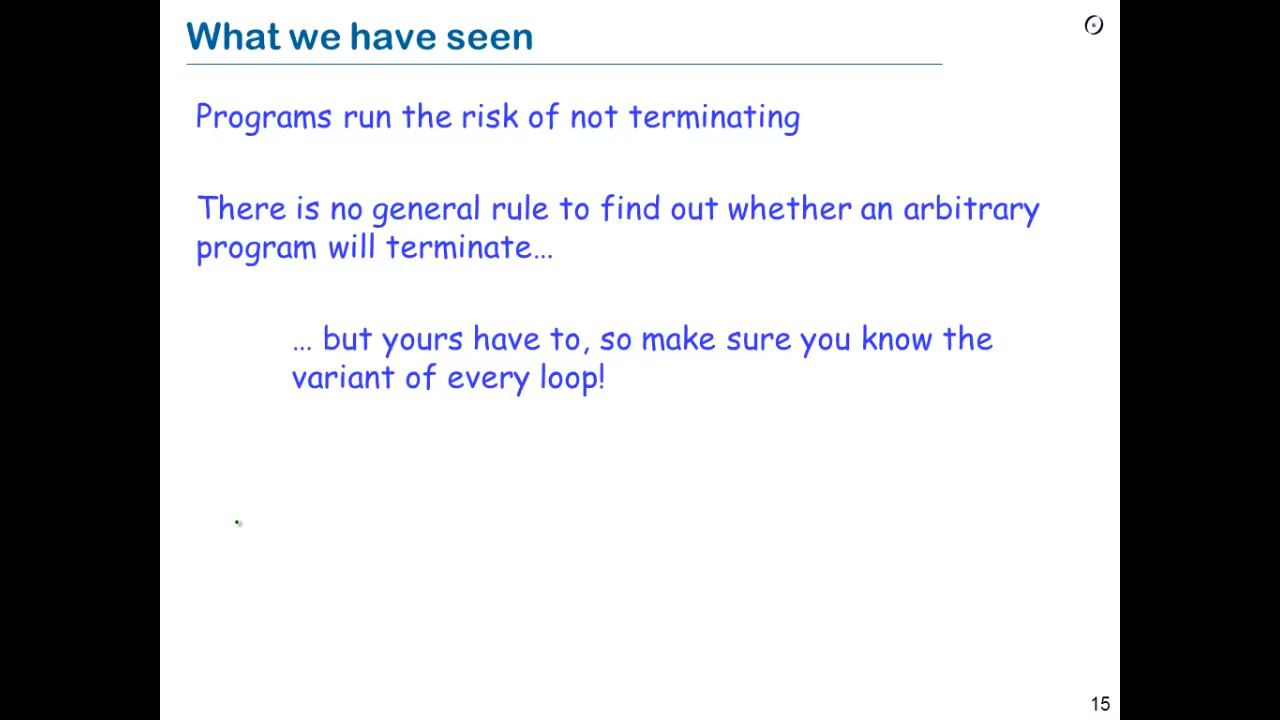 What we have seen
Programs run the risk of not terminating
There is no general rule to find out whether an arbitrary
program will terminate...
... but yours have to, so make sure you know the
variant of every loop!
15